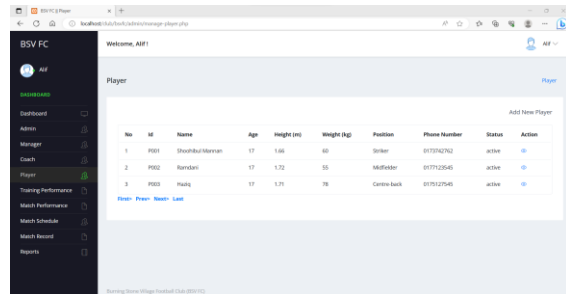 BSV FC || Player
localhost/club/bsvfc/admin/manage-player.php
BSV FC
Welcome, Alif !
Alif
Alif
Player
Player
DASHBOARD
Dashboard
Admin
Manager
Coach
Player
Training Performance
Match Performance
Match Schedule
Match Record
Reports
Add New Player
No Id Name Age Height (m) Weight (kg) Position Phone Number Status Action
1 P001 Shoohibul Mannan 17 1.66 60 Striker 0173742762 active
2 P002 Ramdani 17 1.72 55 Midfielder 0177123545 active
3 P003 Haziq 17 1.71 78 Centre-back 0175127545 active
First> Prev> Next> Last
Burning Stone Village Football Club (BSV FC)